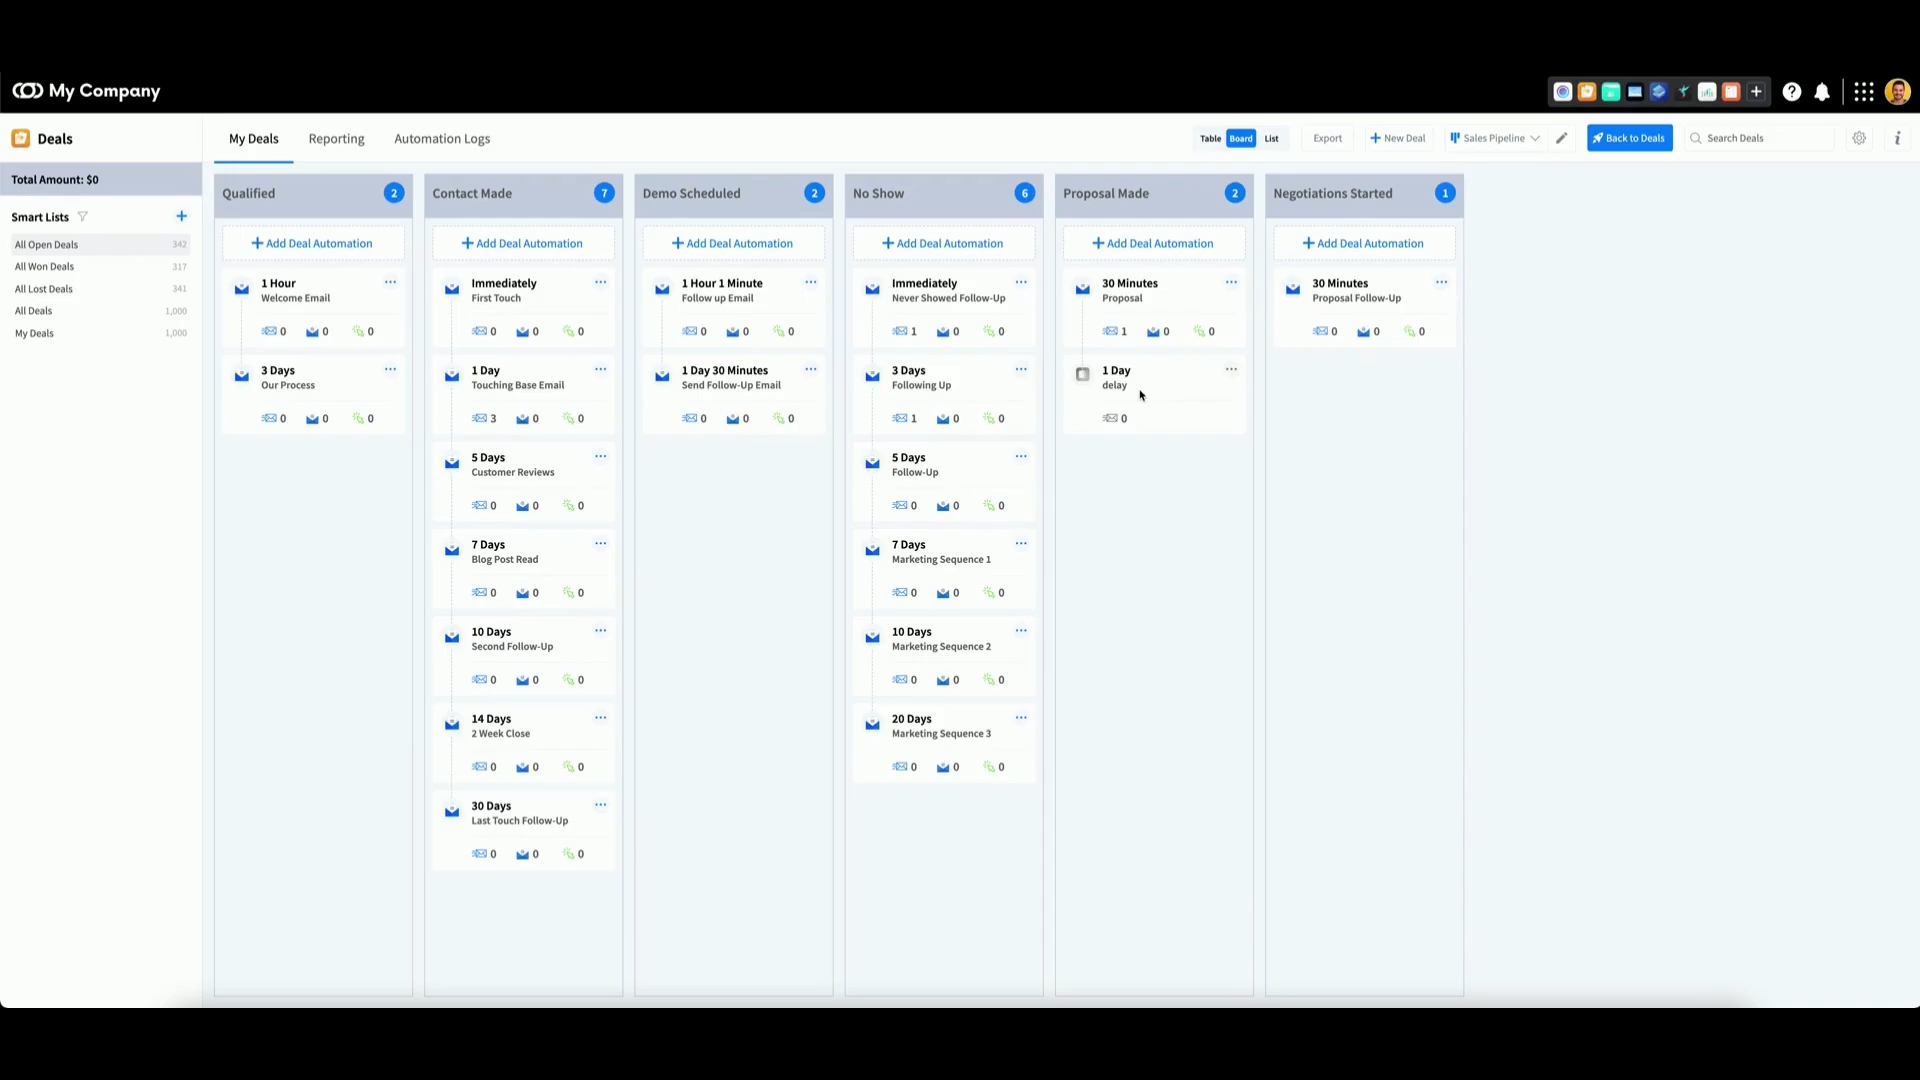 My Company
Deals
My Deals
Reporting
Automation Logs
Table
Board
List
Export
New Deal
Sales Pipeline
Back to Deals
Search Deals
Total Amount: $0
Smart Lists
All Open Deals 342
All Won Deals 317
All Lost Deals 341
All Deals 1,000
My Deals 1,000
Qualified 2
Add Deal Automation
1 Hour
Welcome Email
0 0 0
3 Days
Our Process
0 0 0
Contact Made 7
Add Deal Automation
Immediately
First Touch
0 0 0
1 Day
Touching Base Email
3 0 0
5 Days
Customer Reviews
0 0 0
7 Days
Blog Post Read
0 0 0
10 Days
Second Follow-Up
0 0 0
14 Days
2 Week Close
0 0 0
30 Days
Last Touch Follow-Up
0 0 0
Demo Scheduled 2
Add Deal Automation
1 Hour 1 Minute
Follow up Email
0 0 0
1 Day 30 Minutes
Send Follow-Up Email
0 0 0
No Show 6
Add Deal Automation
Immediately
Never Showed Follow-Up
1 0 0
3 Days
Following Up
1 0 0
5 Days
Follow-Up
0 0 0
7 Days
Marketing Sequence 1
0 0 0
10 Days
Marketing Sequence 2
0 0 0
20 Days
Marketing Sequence 3
0 0 0
Proposal Made 2
Add Deal Automation
30 Minutes
Proposal
1 0 0
1 Day
delay
0
Negotiations Started 1
Add Deal Automation
30 Minutes
Proposal Follow-Up
0 0 0